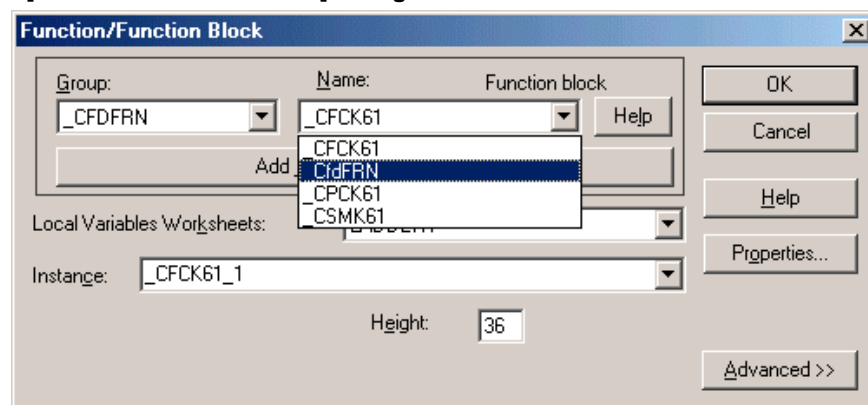 Function/Function Block
Group:
Name:
Function block
OK
_CFDFRN
_CFCK61
Help
Cancel
_CFCK61
Add
_CfdFRN
_CPCK61
_CSMK61
Help
Local Variables Worksheets:
Properties...
Instance:
_CFCK61_1
Height:
36
Advanced >>